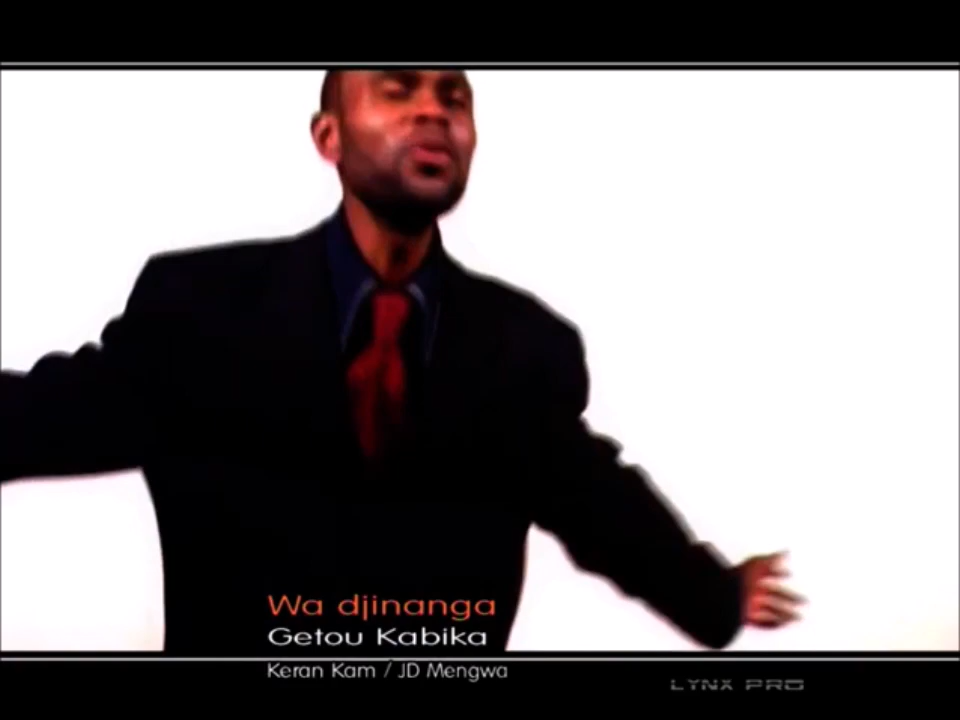 Wa djinanga
Getou Kabika
Keran Kam / JD Mengwa
LYNX PRO